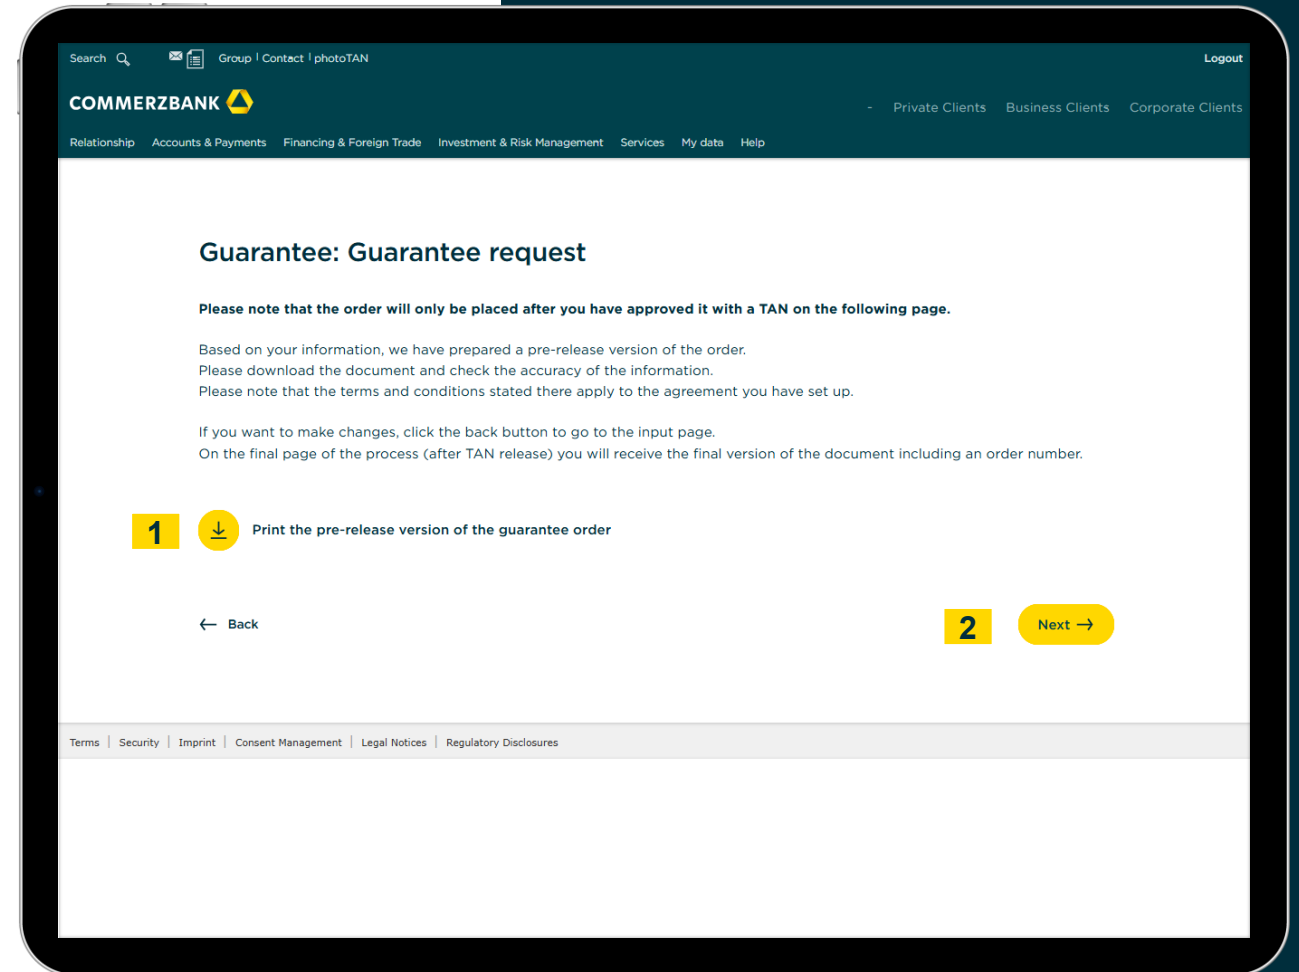 Search Group | Contact | photoTAN Logout
COMMERZBANK
- Private Clients Business Clients Corporate Clients
Relationship Accounts & Payments Financing & Foreign Trade Investment & Risk Management Services My data Help
Guarantee: Guarantee request
Please note that the order will only be placed after you have approved it with a TAN on the following page.
Based on your information, we have prepared a pre-release version of the order.
Please download the document and check the accuracy of the information.
Please note that the terms and conditions stated there apply to the agreement you have set up.
If you want to make changes, click the back button to go to the input page.
On the final page of the process (after TAN release) you will receive the final version of the document including an order number.
1 Print the pre-release version of the guarantee order
← Back 2 Next →
Terms | Security | Imprint | Consent Management | Legal Notices | Regulatory Disclosures